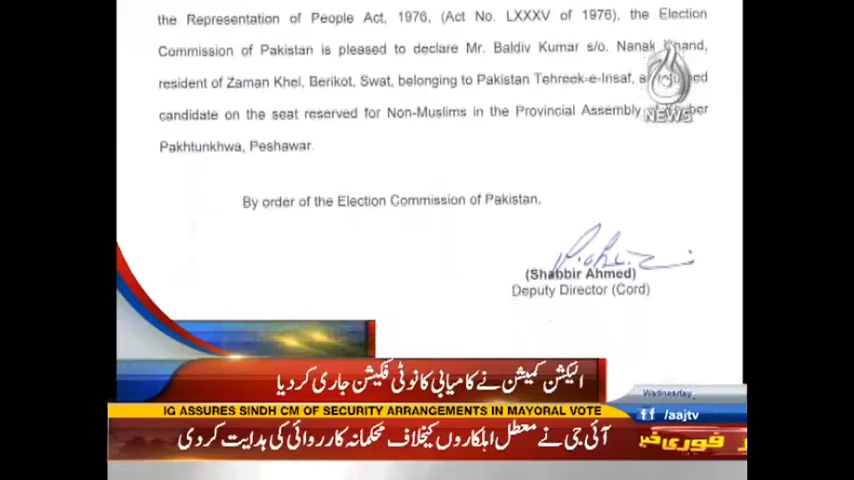 the Representation of People Act, 1976, (Act No. LXXXV of 1976), the Election
Commission of Pakistan is pleased to declare Mr. Baldiv Kumar s/o. Nanak Chand,
resident of Zaman Khel, Berikot, Swat, belonging to Pakistan Tehreek-e-Insaf, a
candidate on the seat reserved for Non-Muslims in the Provincial Assembly
Pakhtunkhwa, Peshawar.
NEWS
By order of the Election Commission of Pakistan,
(Shabbir Ahmed)
Deputy Director (Cord)
الیکشن کمیشن نے کامیابی کا نوٹی فکیشن جاری کر دیا
Wednesday
IG ASSURES SINDH CM OF SECURITY ARRANGEMENTS IN MAYORAL VOTE
/aajtv
آئی جی نے معطل اہلکاروں کیخلاف محکمانہ کارروائی کی ہدایت کر دی
فوری خبر